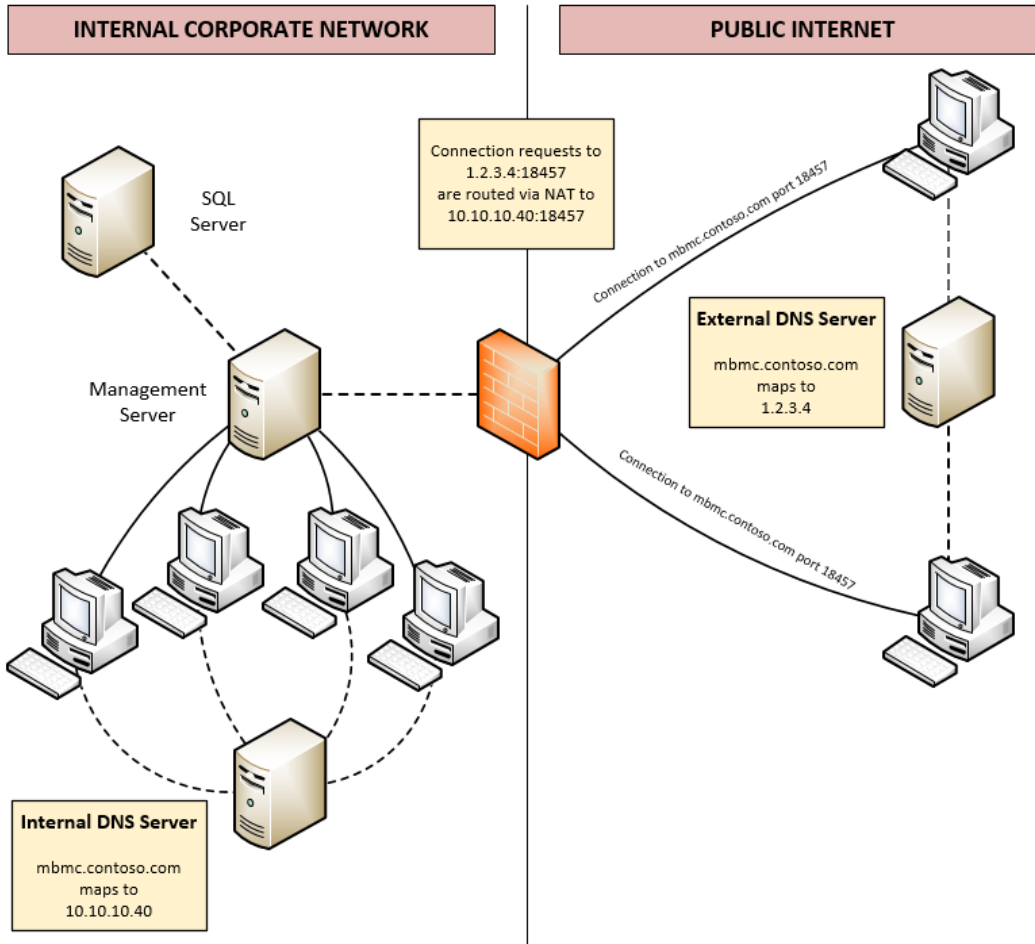 INTERNAL CORPORATE NETWORK
PUBLIC INTERNET
Connection requests to
1.2.3.4:18457
are routed via NAT to
10.10.10.40:18457
SQL
Server
Connection to mbmc.contoso.com port 18457
External DNS Server
mbmc.contoso.com
maps to
1.2.3.4
Management
Server
Connection to mbmc.contoso.com port 18457
Internal DNS Server
mbmc.contoso.com
maps to
10.10.10.40